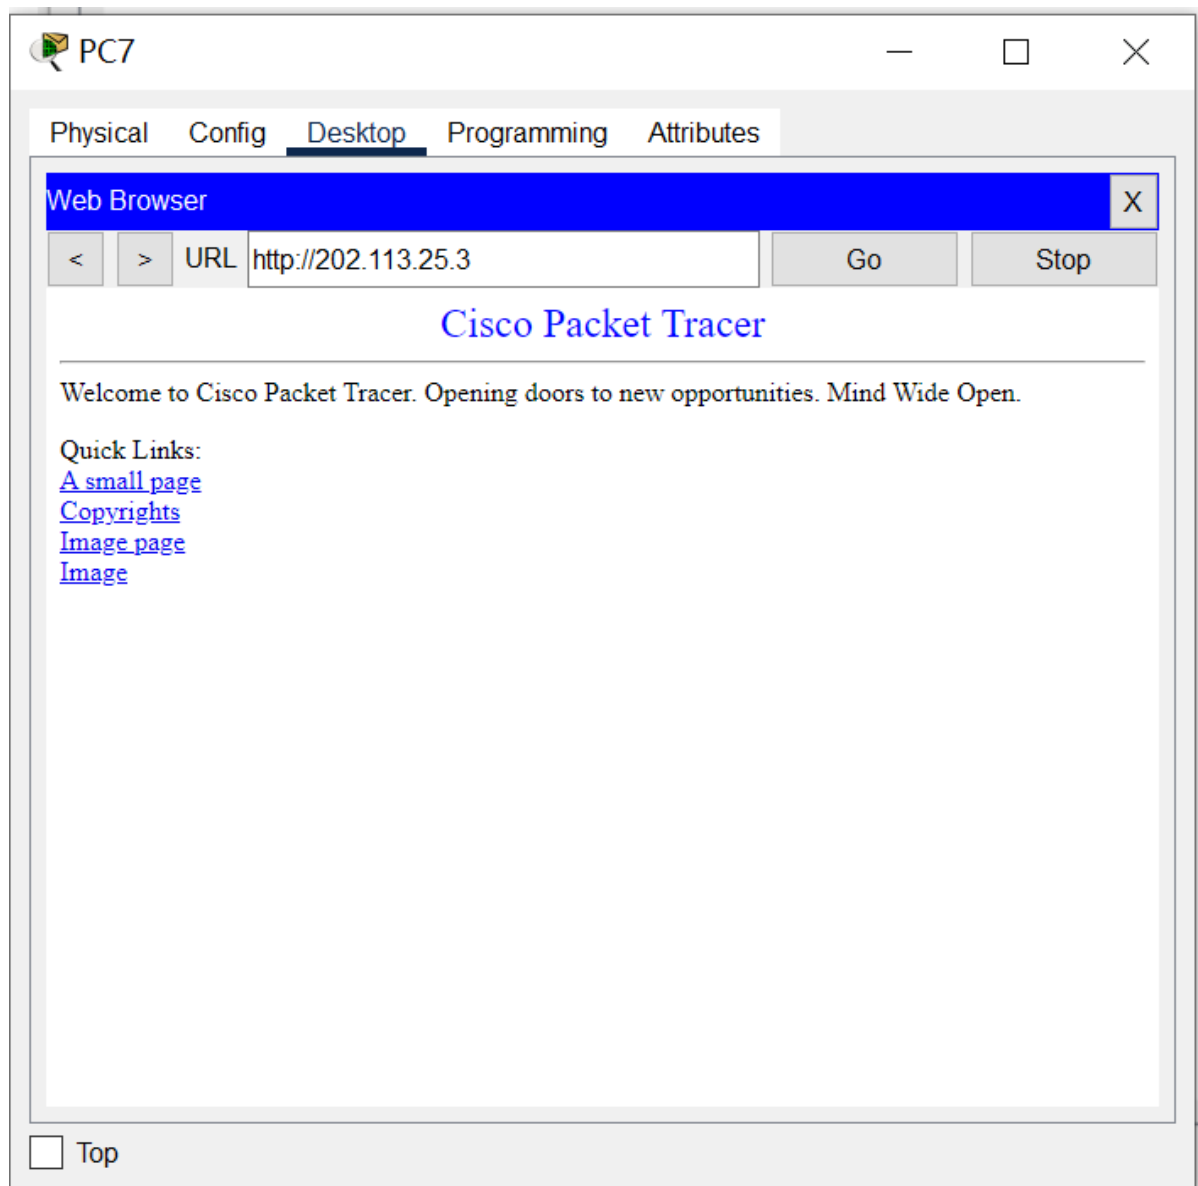 PC7
Physical Config Desktop Programming Attributes
Web Browser X
< > URL http://202.113.25.3 Go Stop
Cisco Packet Tracer
Welcome to Cisco Packet Tracer. Opening doors to new opportunities. Mind Wide Open.
Quick Links:
A small page
Copyrights
Image page
Image
Top